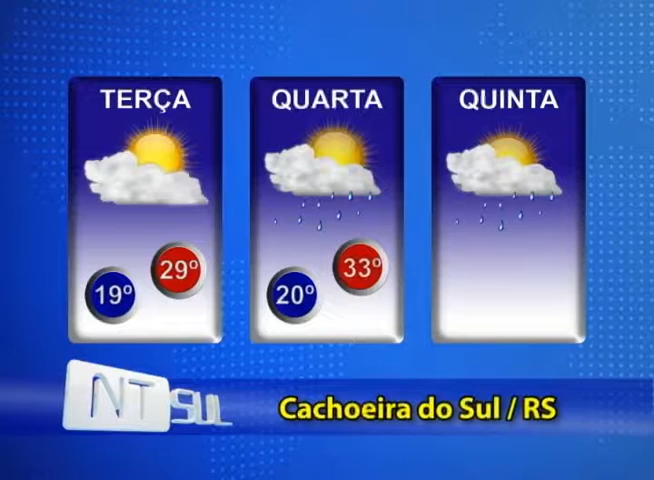 TERÇA
QUARTA
QUINTA
29º
19º
33º
20º
NT SUL
Cachoeira do Sul / RS